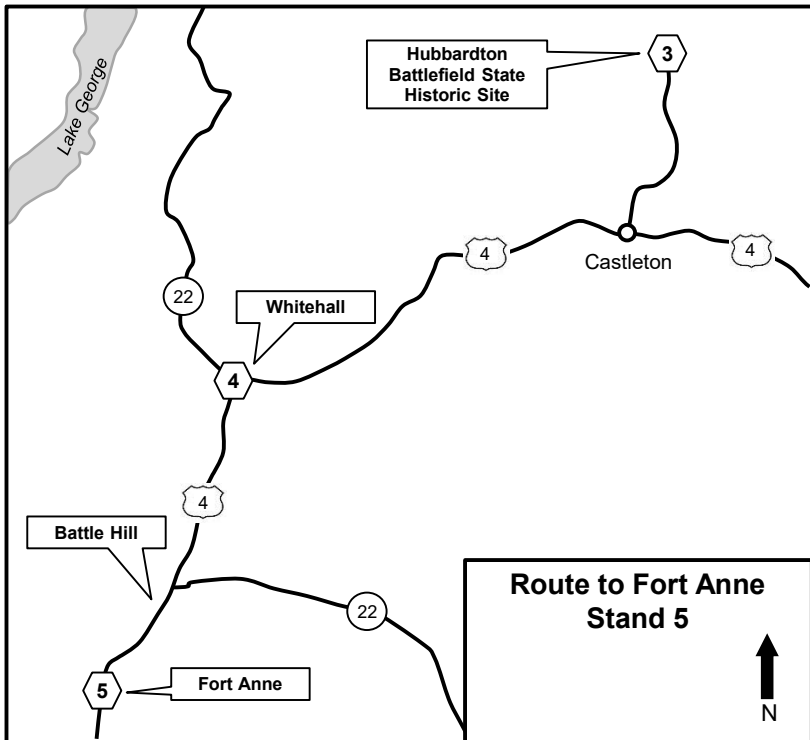 Lake George
Hubbardton
Battlefield State
Historic Site
3
4
4
Castleton
22
Whitehall
4
4
Battle Hill
22
5
Fort Anne
Route to Fort Anne
Stand 5
N